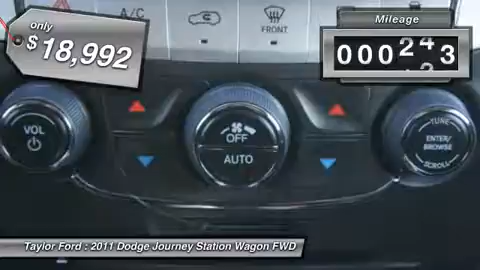 only
$18,992
A/C
FRONT
Mileage
VOL
OFF
AUTO
TUNE
ENTER/
BROWSE
SCROLL
Taylor Ford : 2011 Dodge Journey Station Wagon FWD